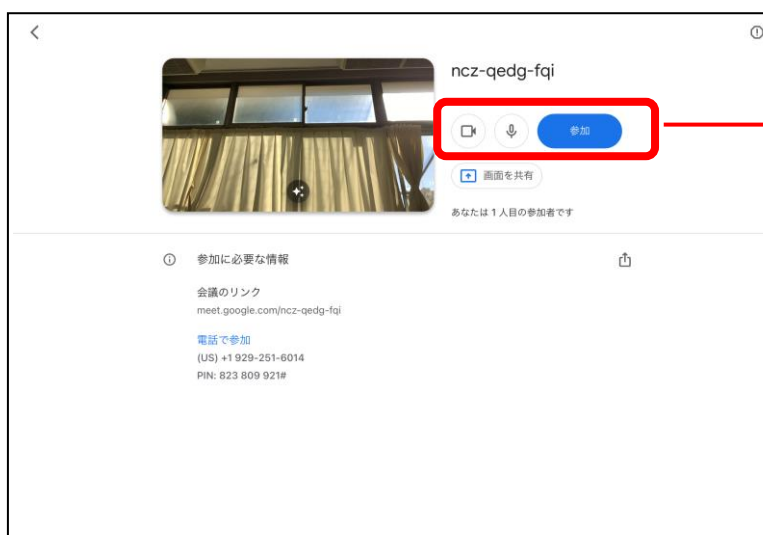 ncz-qedg-fqi
参加
画面を共有
あなたは 1 人目の参加者です
参加に必要な情報
会議のリンク
meet.google.com/ncz-qedg-fqi
電話で参加
(US) +1 929-251-6014
PIN: 823 809 921#